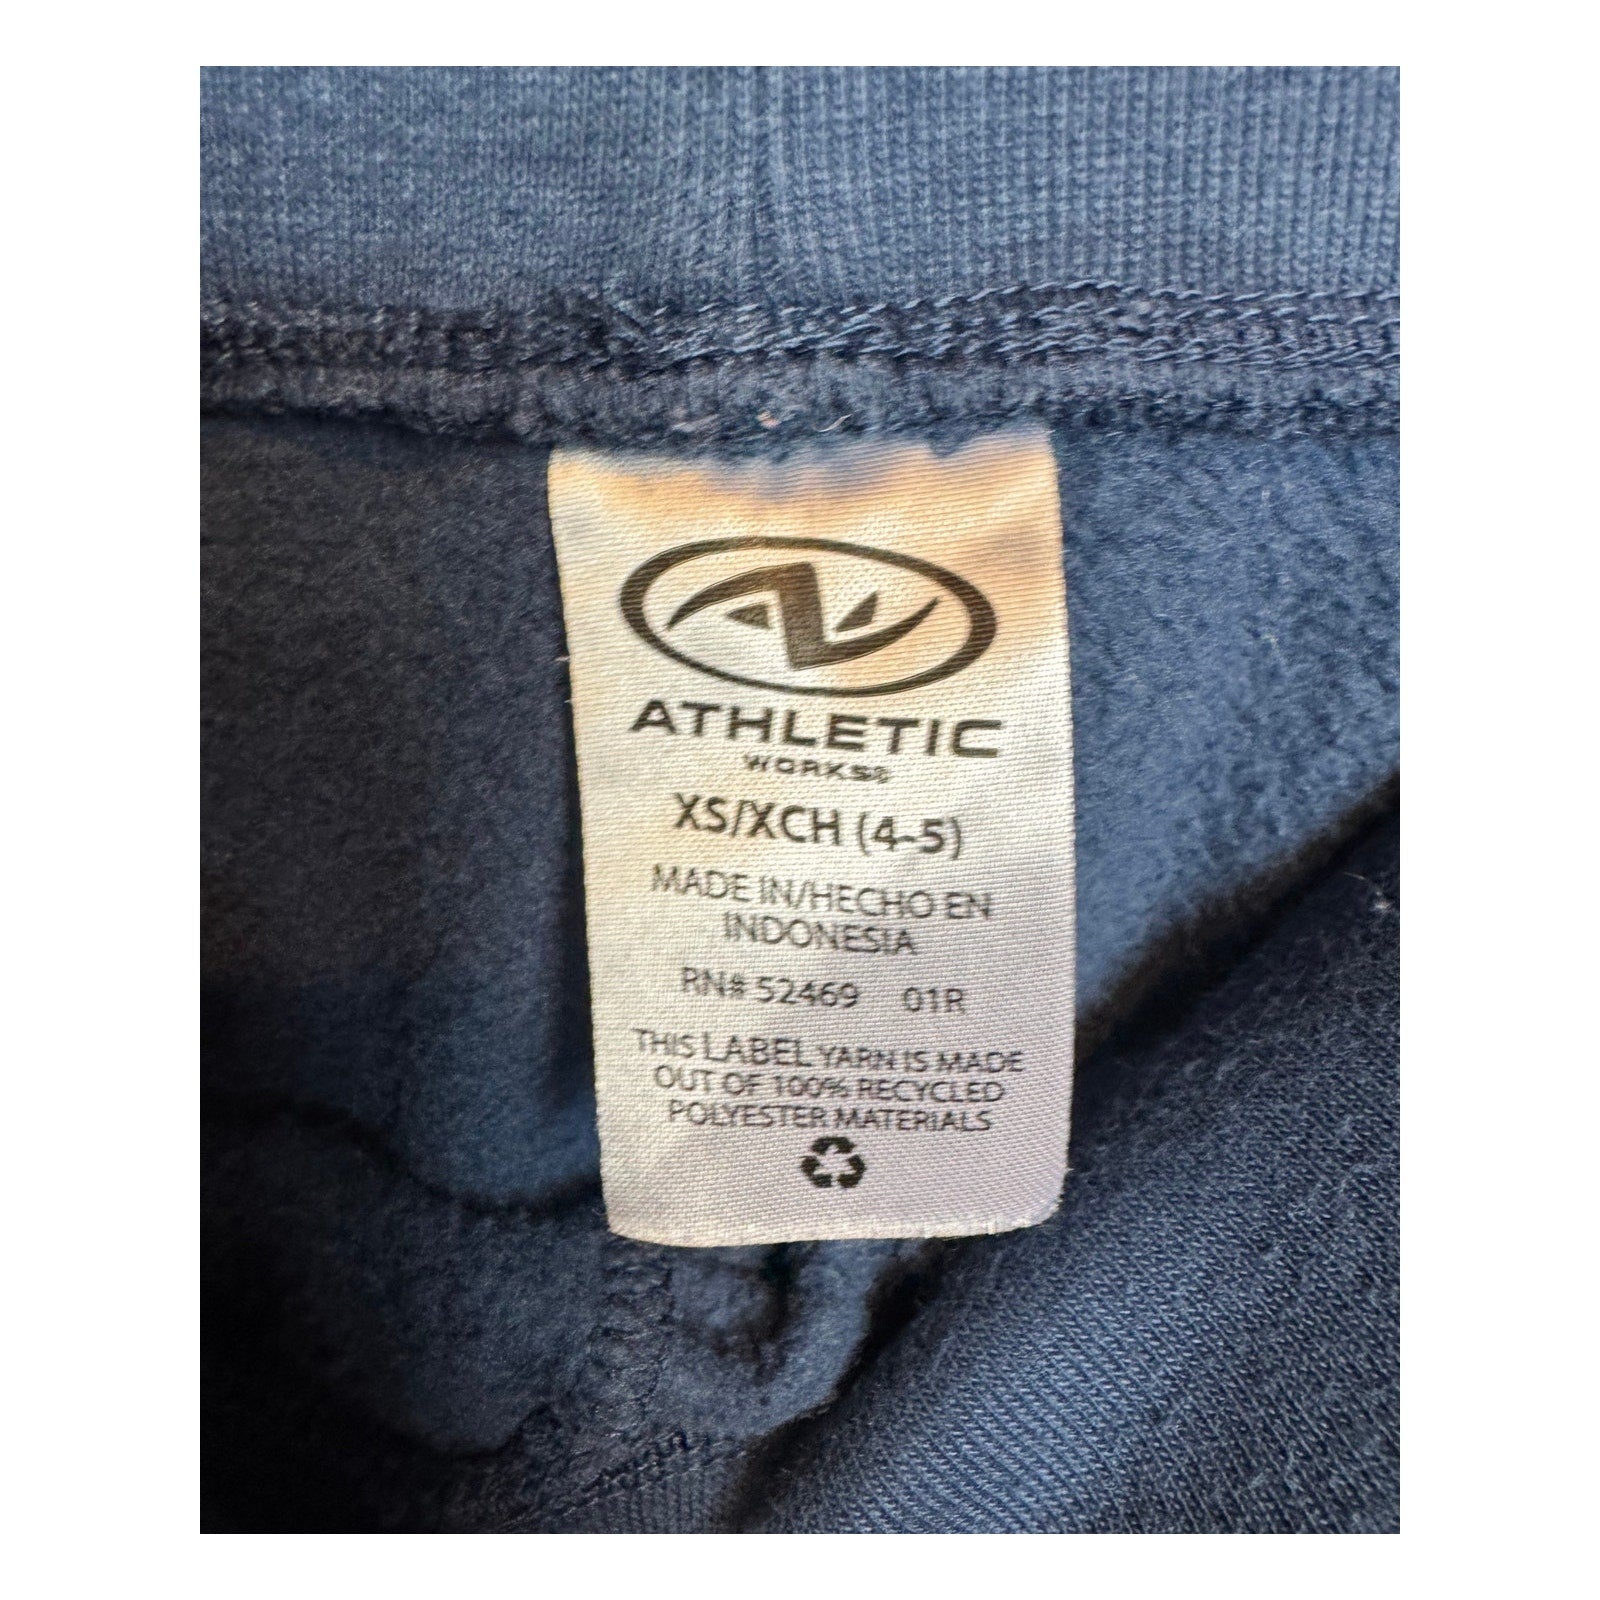 ATHLETIC
WORKS®
XS/XCH (4-5)
MADE IN/HECHO EN
INDONESIA
RN# 52469 01R
THIS LABEL YARN IS MADE
OUT OF 100% RECYCLED
POLYESTER MATERIALS